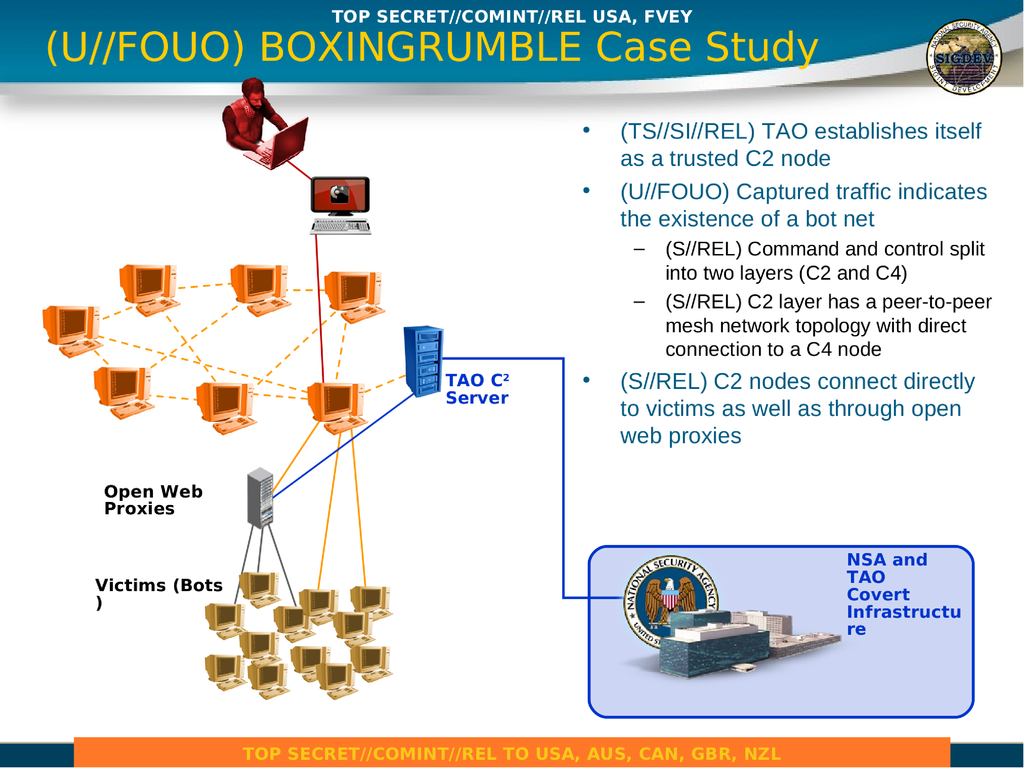 TOP SECRET//COMINT//REL USA, FVEY
(U//FOUO) BOXINGRUMBLE Case Study
NATIONAL SECURITY AGENCY
SIGDEV
SIGINT DEVELOPMENT
• (TS//SI//REL) TAO establishes itself
as a trusted C2 node
• (U//FOUO) Captured traffic indicates
the existence of a bot net
– (S//REL) Command and control split
into two layers (C2 and C4)
– (S//REL) C2 layer has a peer-to-peer
mesh network topology with direct
connection to a C4 node
• (S//REL) C2 nodes connect directly
to victims as well as through open
web proxies
TAO C²
Server
Open Web
Proxies
Victims (Bots
)
NATIONAL SECURITY AGENCY
UNITED ST
NSA and
TAO
Covert
Infrastructu
re
TOP SECRET//COMINT//REL TO USA, AUS, CAN, GBR, NZL